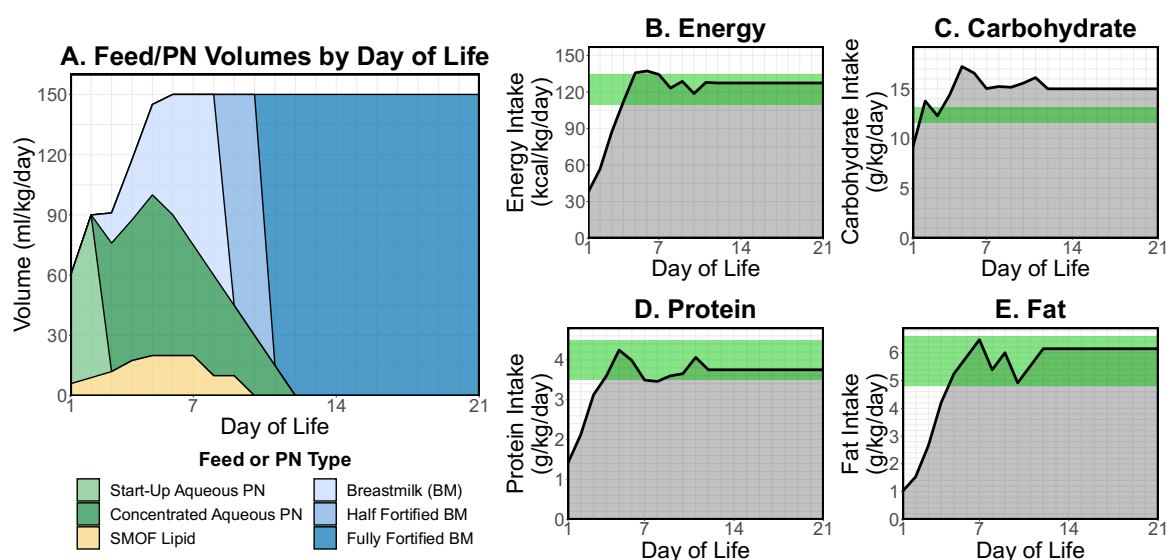 A. Feed/PN Volumes by Day of Life
Volume (ml/kg/day)
150
120
90
60
30
0
1
7
14
21
Day of Life
Feed or PN Type
Start-Up Aqueous PN
Concentrated Aqueous PN
SMOF Lipid
Breastmilk (BM)
Half Fortified BM
Fully Fortified BM
B. Energy
Energy Intake
(kcal/kg/day)
150
120
90
60
30
0
1
7
14
21
Day of Life
C. Carbohydrate
Carbohydrate Intake
(g/kg/day)
15
10
5
0
1
7
14
21
Day of Life
D. Protein
Protein Intake
(g/kg/day)
4
3
2
1
0
1
7
14
21
Day of Life
E. Fat
Fat Intake
(g/kg/day)
6
5
4
3
2
1
0
1
7
14
21
Day of Life